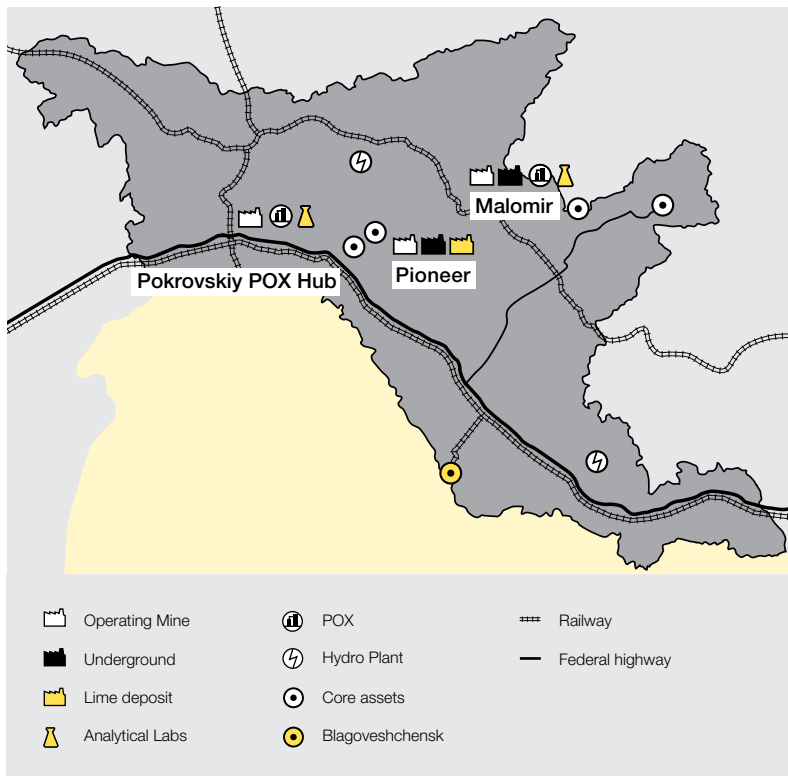 Malomir
Pioneer
Pokrovskiy POX Hub
Operating Mine
POX
Railway
Underground
Hydro Plant
Federal highway
Lime deposit
Core assets
Analytical Labs
Blagoveshchensk